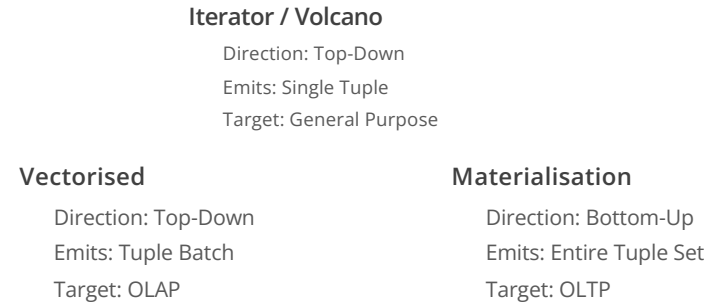 Iterator / Volcano
Direction: Top-Down
Emits: Single Tuple
Target: General Purpose
Vectorised
Direction: Top-Down
Emits: Tuple Batch
Target: OLAP
Materialisation
Direction: Bottom-Up
Emits: Entire Tuple Set
Target: OLTP